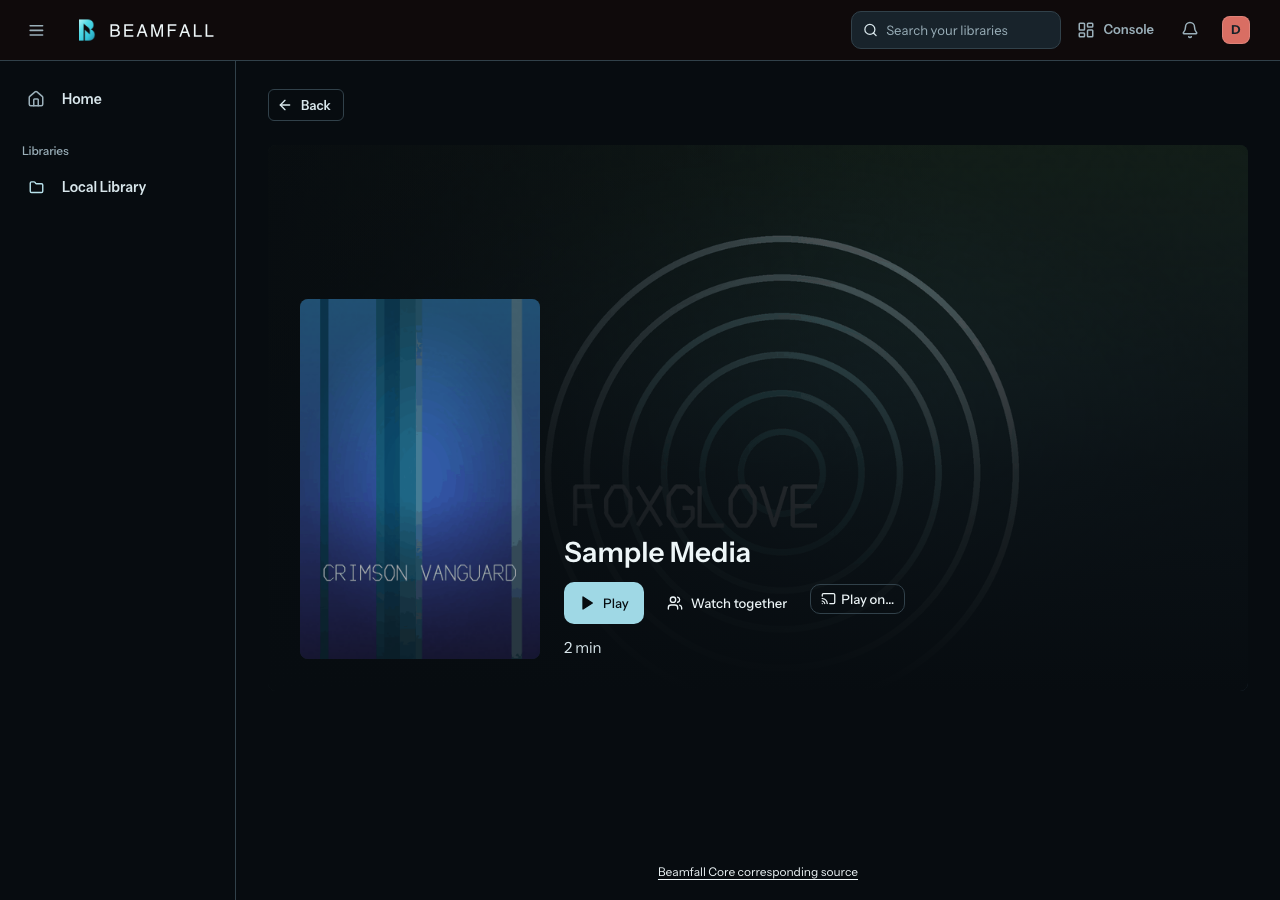 BEAMFALL
Search your libraries
Console
D
Home
Back
Libraries
Local Library
FOXGLOVE
CRIMSON VANGUARD
Sample Media
Play
Watch together
Play on...
2 min
Beamfall Core corresponding source